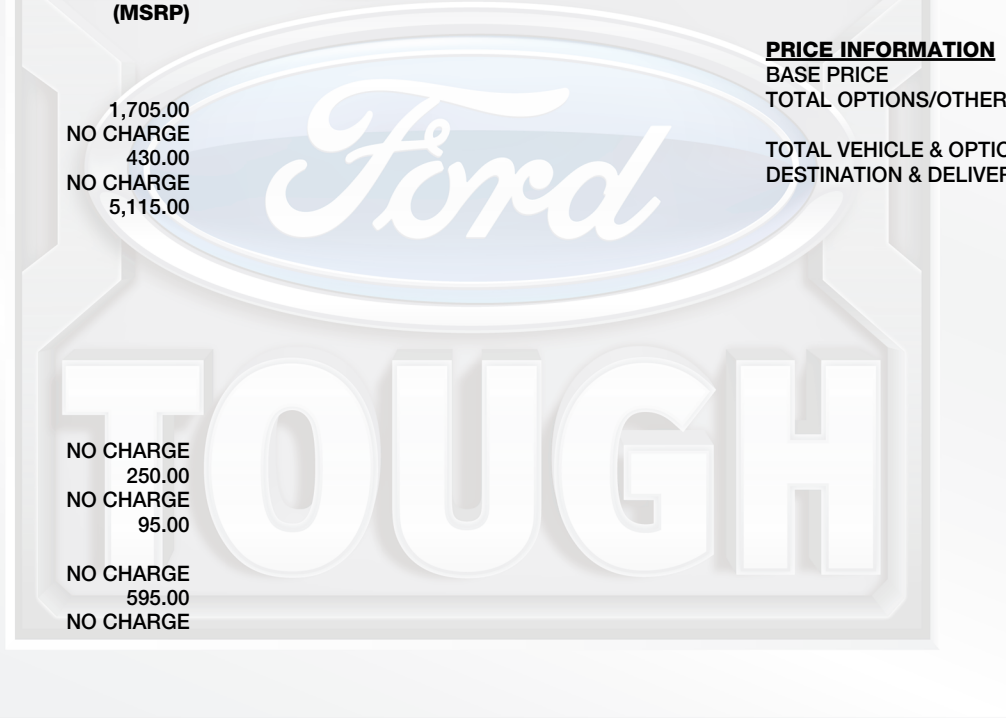 (MSRP)
1,705.00
NO CHARGE
430.00
NO CHARGE
5,115.00
NO CHARGE
250.00
NO CHARGE
95.00
NO CHARGE
595.00
NO CHARGE
PRICE INFORMATION
BASE PRICE
TOTAL OPTIONS/OTHER
TOTAL VEHICLE & OPTIO
DESTINATION & DELIVER
Ford
TOUGH